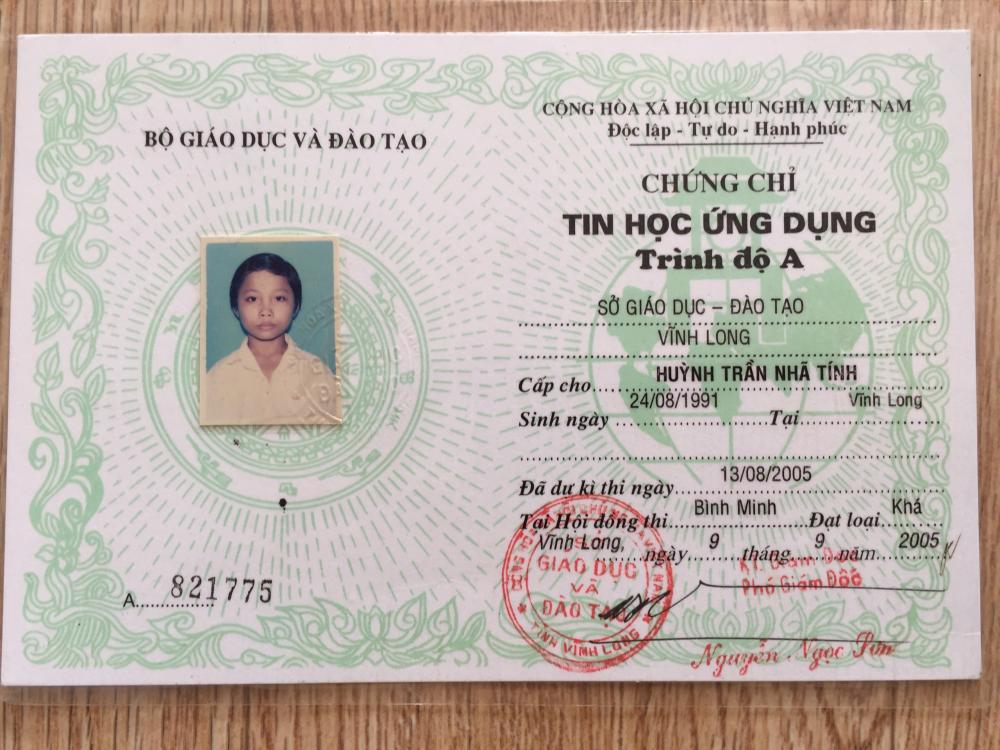 BỘ GIÁO DỤC VÀ ĐÀO TẠO
A.............. 821775
CỘNG HÒA XÃ HỘI CHỦ NGHĨA VIỆT NAM
Độc lập - Tự do - Hạnh phúc
CHỨNG CHỈ
TIN HỌC ỨNG DỤNG
Trình độ A
SỞ GIÁO DỤC – ĐÀO TẠO
VĨNH LONG
Cấp cho HUỲNH TRẦN NHÃ TÍNH
Sinh ngày 24/08/1991 Tại Vĩnh Long
Đã dự kì thi ngày 13/08/2005
Tại Hội đồng thi Bình Minh Đạt loại Khá
Vĩnh Long, ngày 9 tháng 9 năm 2005
KT. Giám Đốc
Phó Giám Đốc
GIÁO DỤC
VÀ
ĐÀO TẠO
TỈNH VĨNH LONG
Nguyễn Ngọc